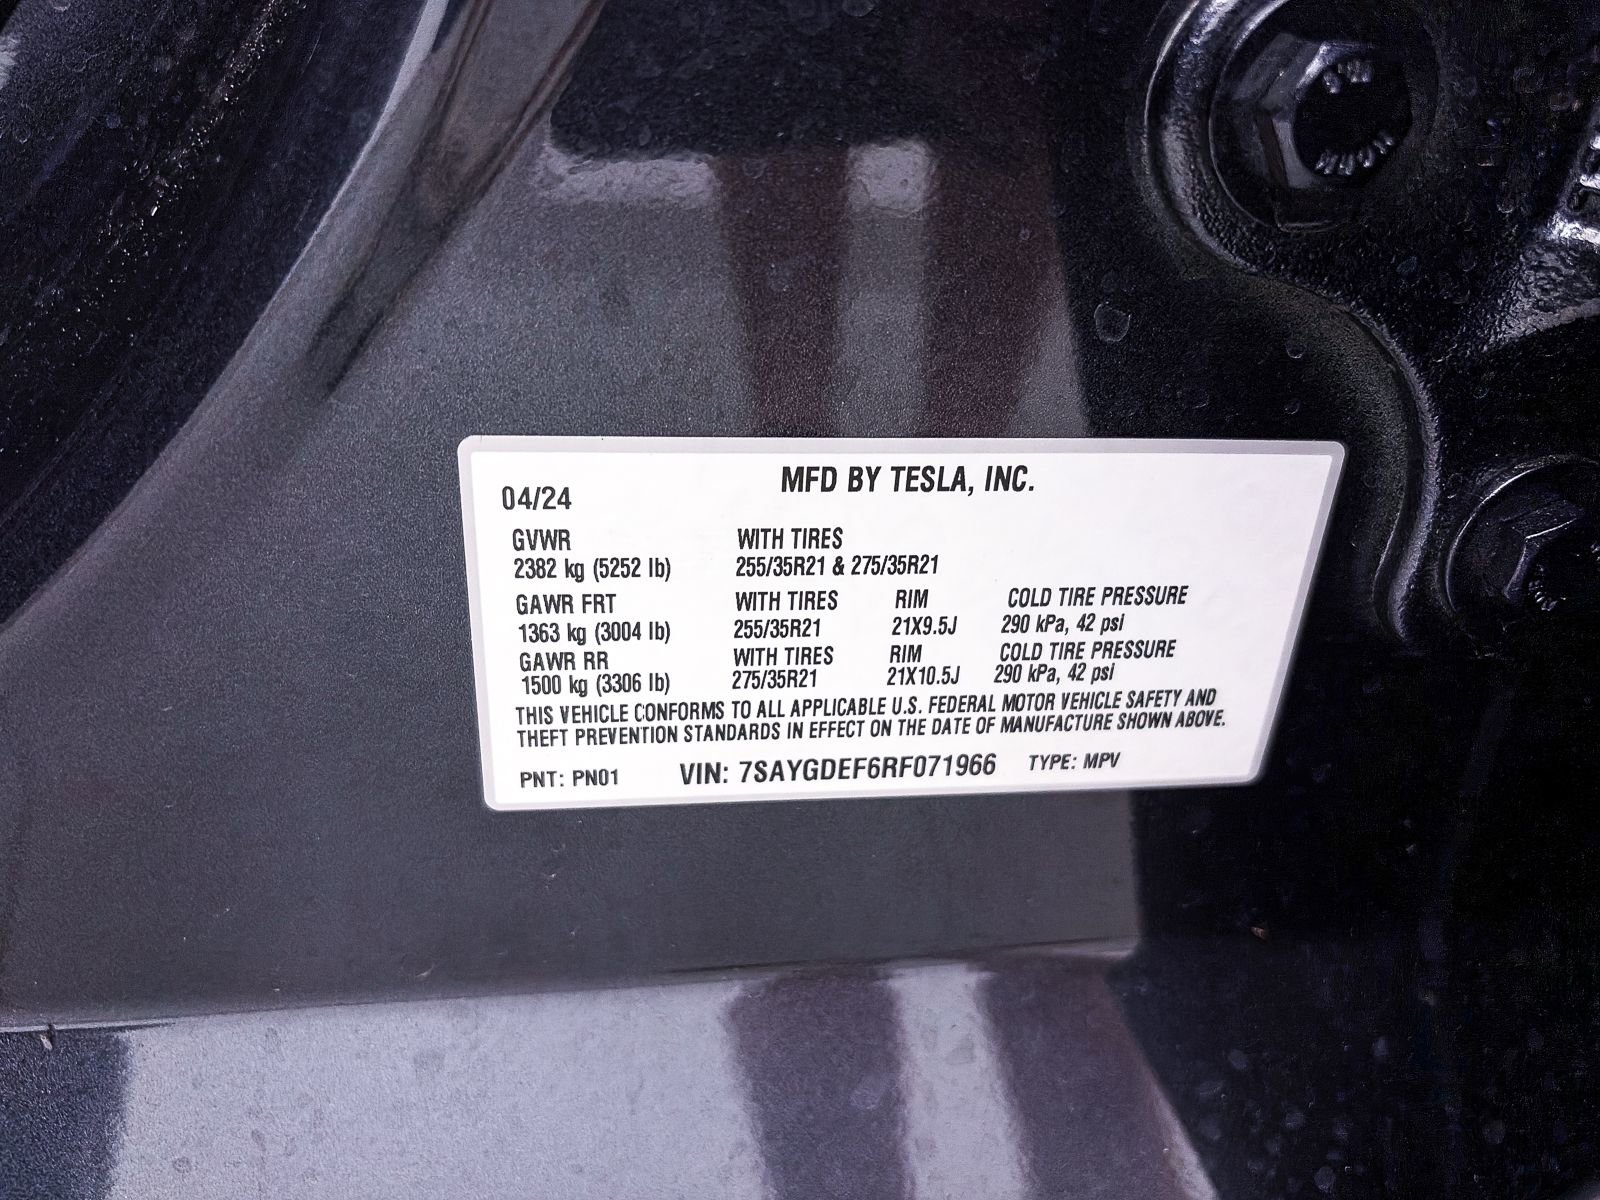 MFD BY TESLA, INC.
04/24
GVWR WITH TIRES
2382 kg (5252 lb) 255/35R21 & 275/35R21
GAWR FRT WITH TIRES RIM COLD TIRE PRESSURE
1363 kg (3004 lb) 255/35R21 21X9.5J 290 kPa, 42 psi
GAWR RR WITH TIRES RIM COLD TIRE PRESSURE
1500 kg (3306 lb) 275/35R21 21X10.5J 290 kPa, 42 psi
THIS VEHICLE CONFORMS TO ALL APPLICABLE U.S. FEDERAL MOTOR VEHICLE SAFETY AND
THEFT PREVENTION STANDARDS IN EFFECT ON THE DATE OF MANUFACTURE SHOWN ABOVE.
PNT: PN01 VIN: 7SAYGDEF6RF071966 TYPE: MPV